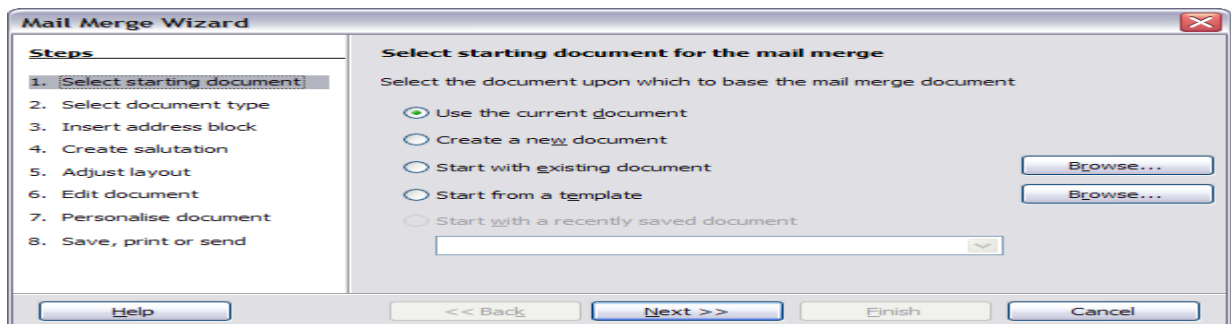 Mail Merge Wizard
Steps
1. Select starting document
2. Select document type
3. Insert address block
4. Create salutation
5. Adjust layout
6. Edit document
7. Personalise document
8. Save, print or send
Select starting document for the mail merge
Select the document upon which to base the mail merge document
Use the current document
Create a new document
Start with existing document Browse...
Start from a template Browse...
Start with a recently saved document
Help << Back Next >> Finish Cancel